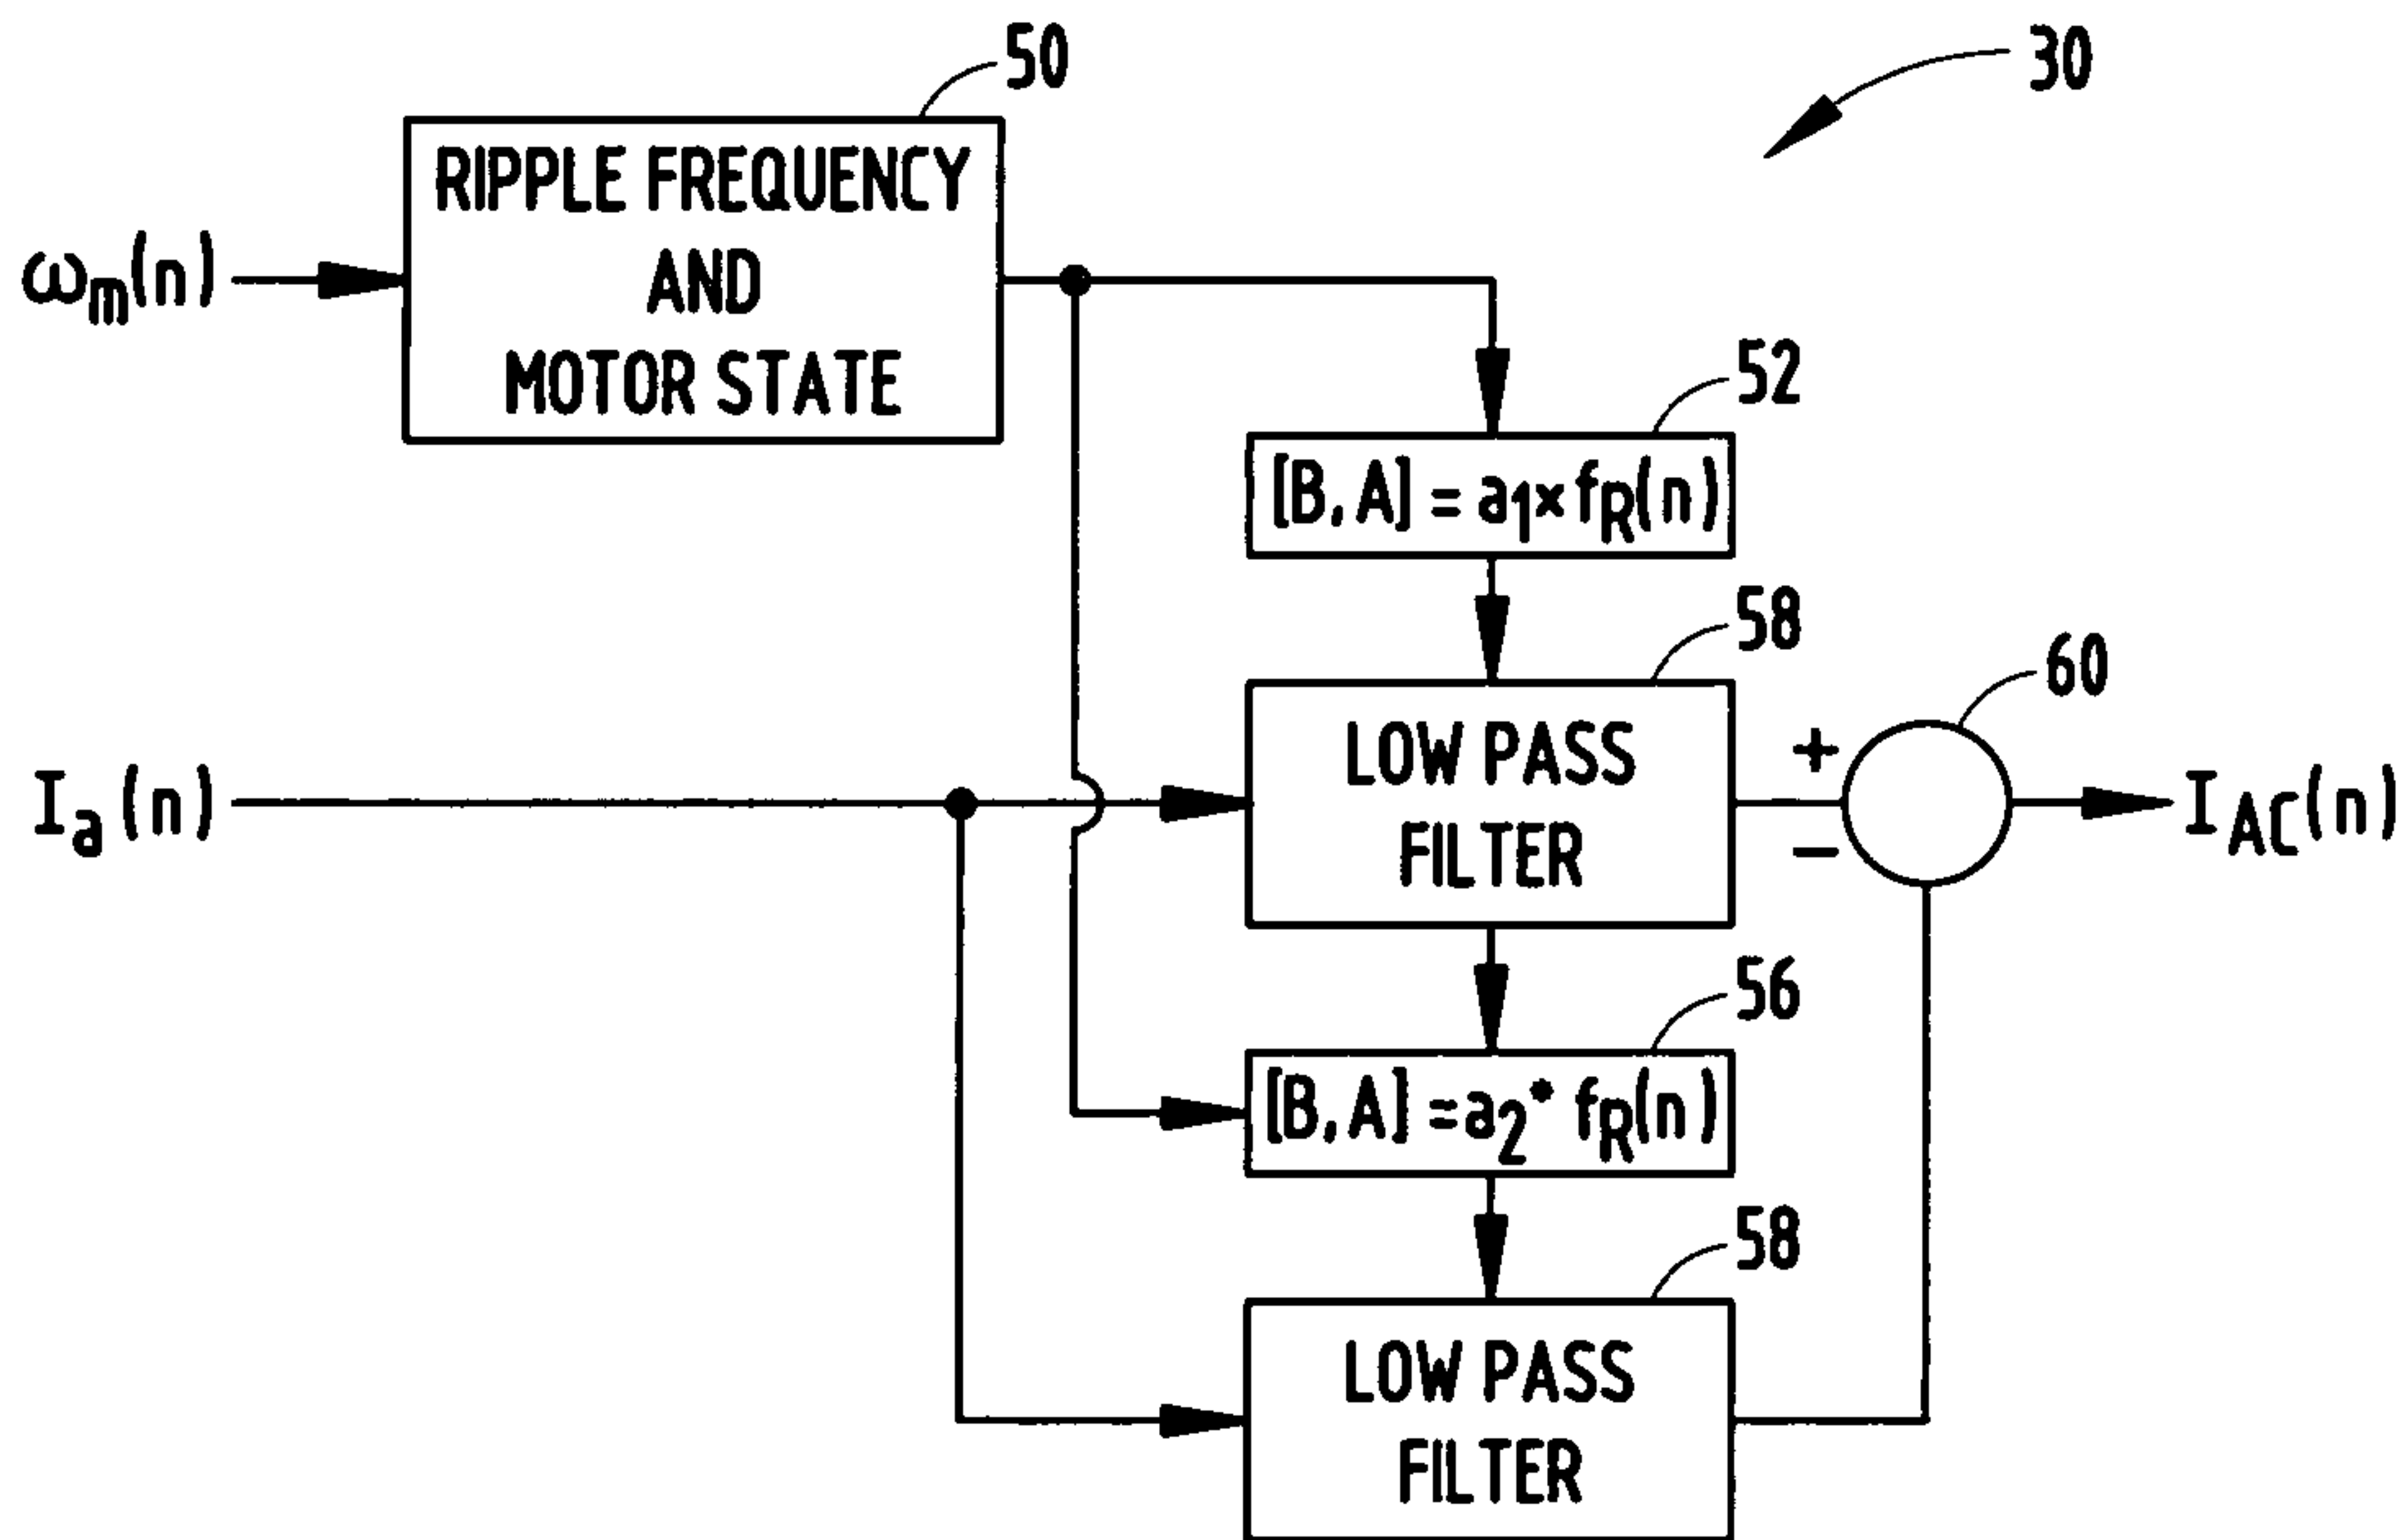 50
30
RIPPLE FREQUENCY
AND
MOTOR STATE
ωm(n)
52
[B, A] = a1× fR(n)
58
LOW PASS
FILTER
60
+
−
Ia(n)
IAC(n)
56
[B, A] = a2* fR(n)
58
LOW PASS
FILTER